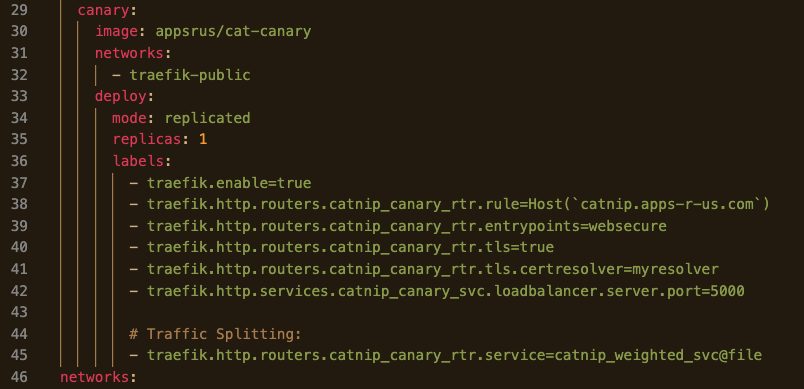 29 canary:
30 image: appsrus/cat-canary
31 networks:
32 - traefik-public
33 deploy:
34 mode: replicated
35 replicas: 1
36 labels:
37 - traefik.enable=true
38 - traefik.http.routers.catnip_canary_rtr.rule=Host(`catnip.apps-r-us.com`)
39 - traefik.http.routers.catnip_canary_rtr.entrypoints=websecure
40 - traefik.http.routers.catnip_canary_rtr.tls=true
41 - traefik.http.routers.catnip_canary_rtr.tls.certresolver=myresolver
42 - traefik.http.services.catnip_canary_svc.loadbalancer.server.port=5000
43
44 # Traffic Splitting:
45 - traefik.http.routers.catnip_canary_rtr.service=catnip_weighted_svc@file
46 networks: